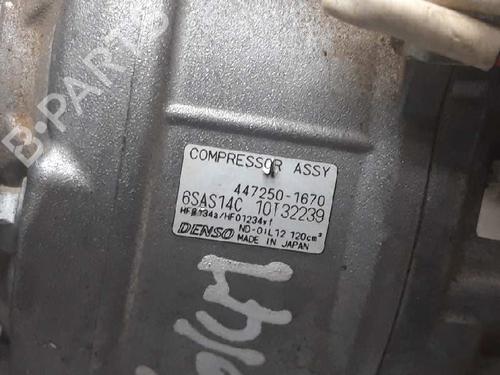 B-PARTS
COMPRESSOR ASSY
447250-1670
6SAS14C 10T32239
HFC134a/HFO1234yf
DENSO ND-OIL12 120cm³
MADE IN JAPAN